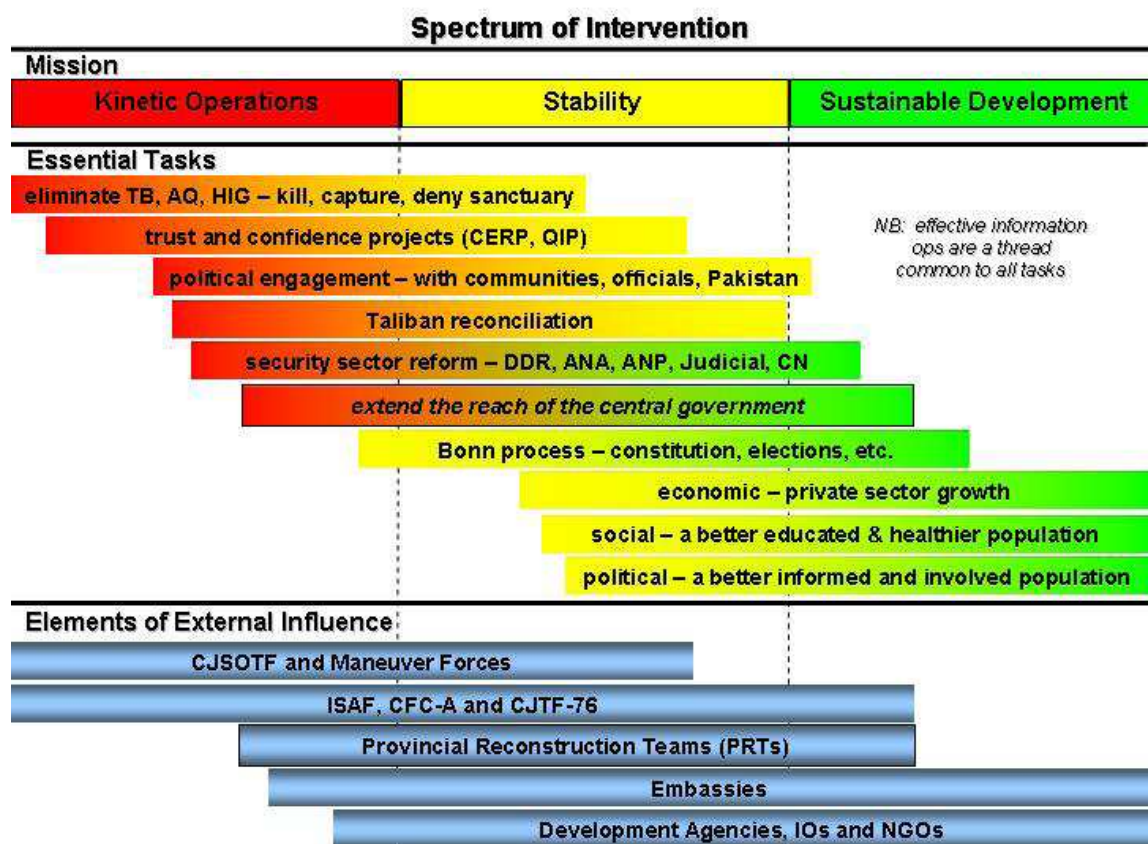 Spectrum of Intervention
Mission
Kinetic Operations
Stability
Sustainable Development
Essential Tasks
eliminate TB, AQ, HIG – kill, capture, deny sanctuary
trust and confidence projects (CERP, QIP)
NB: effective information
ops are a thread
common to all tasks
political engagement – with communities, officials, Pakistan
Taliban reconciliation
security sector reform – DDR, ANA, ANP, Judicial, CN
extend the reach of the central government
Bonn process – constitution, elections, etc.
economic – private sector growth
social – a better educated & healthier population
political – a better informed and involved population
Elements of External Influence
CJSOTF and Maneuver Forces
ISAF, CFC-A and CJTF-76
Provincial Reconstruction Teams (PRTs)
Embassies
Development Agencies, IOs and NGOs